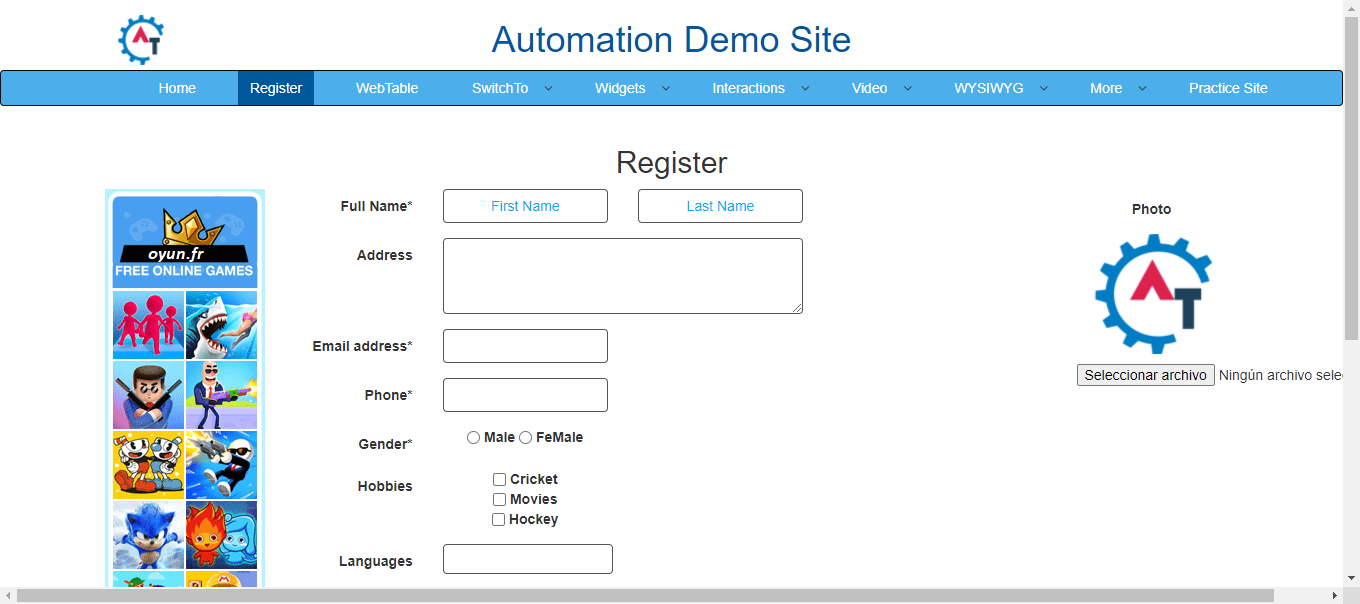 Automation Demo Site
Home Register WebTable SwitchTo Widgets Interactions Video WYSIWYG More Practice Site
Register
oyun.fr
FREE ONLINE GAMES
Full Name* First Name Last Name
Address
Email address*
Phone*
Gender* Male FeMale
Hobbies Cricket
Movies
Hockey
Languages
Photo
AT
Seleccionar archivo Ningún archivo sele